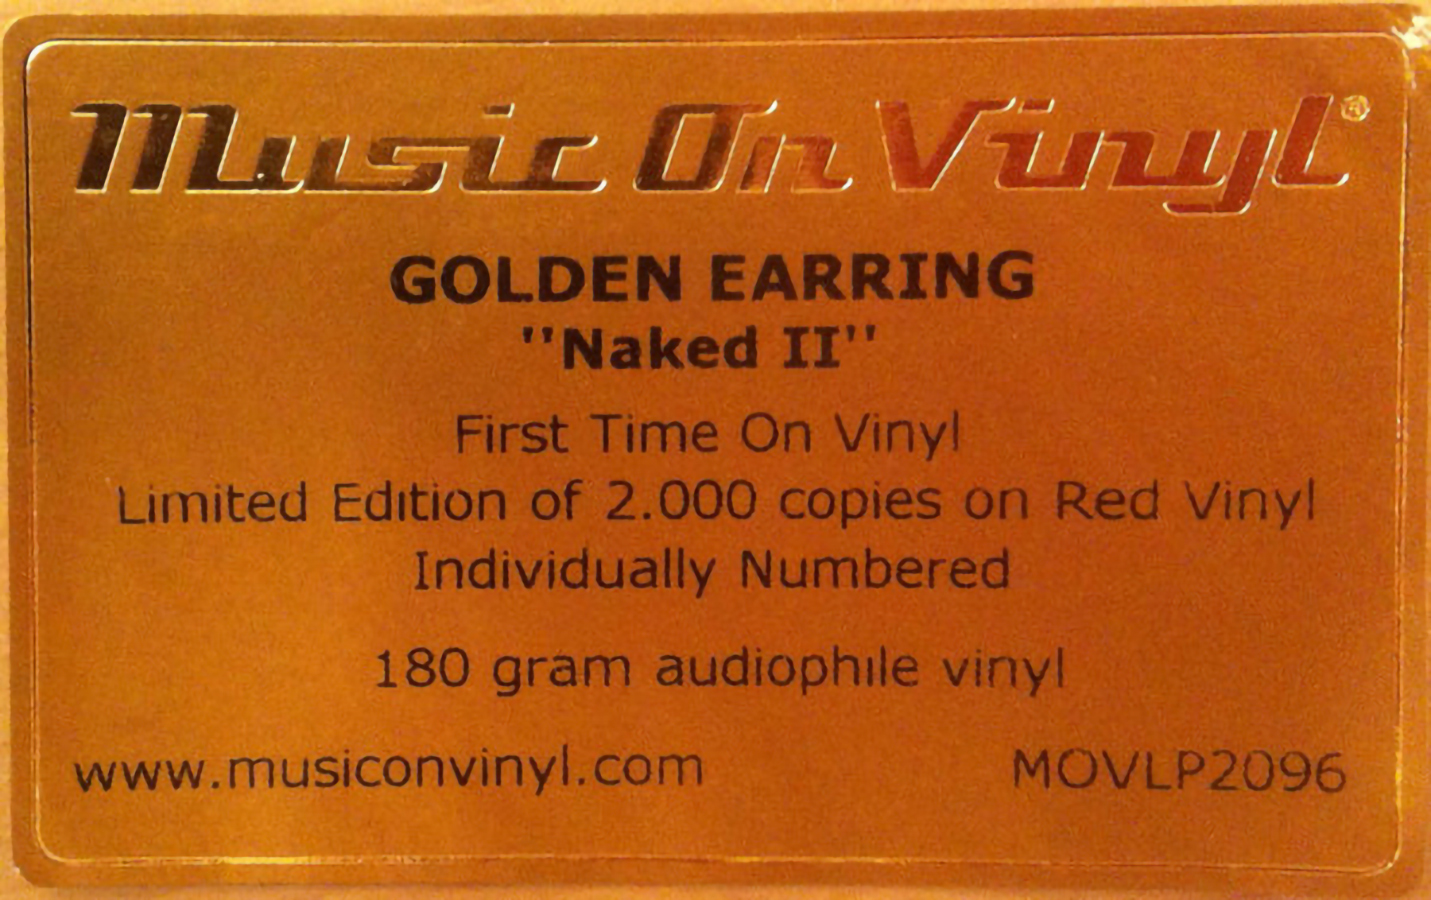 Music On Vinyl®
GOLDEN EARRING
"Naked II"
First Time On Vinyl
Limited Edition of 2.000 copies on Red Vinyl
Individually Numbered
180 gram audiophile vinyl
www.musiconvinyl.com
MOVLP2096